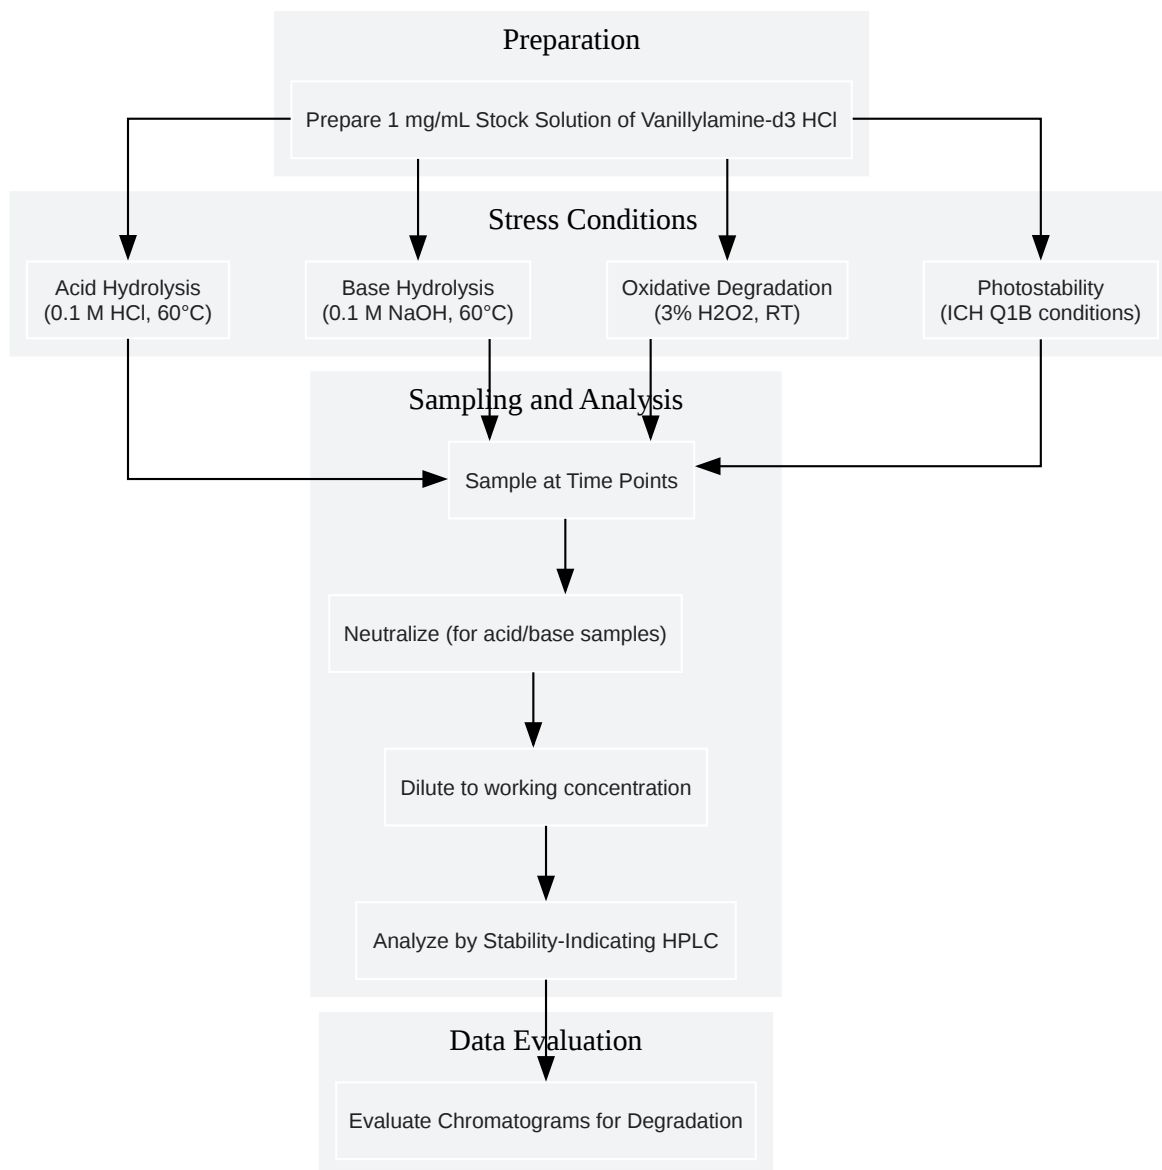 Preparation
Prepare 1 mg/mL Stock Solution of Vanillylamine-d3 HCl
Stress Conditions
Acid Hydrolysis
(0.1 M HCl, 60°C)
Base Hydrolysis
(0.1 M NaOH, 60°C)
Oxidative Degradation
(3% H2O2, RT)
Photostability
(ICH Q1B conditions)
Sampling and Analysis
Sample at Time Points
Neutralize (for acid/base samples)
Dilute to working concentration
Analyze by Stability-Indicating HPLC
Data Evaluation
Evaluate Chromatograms for Degradation